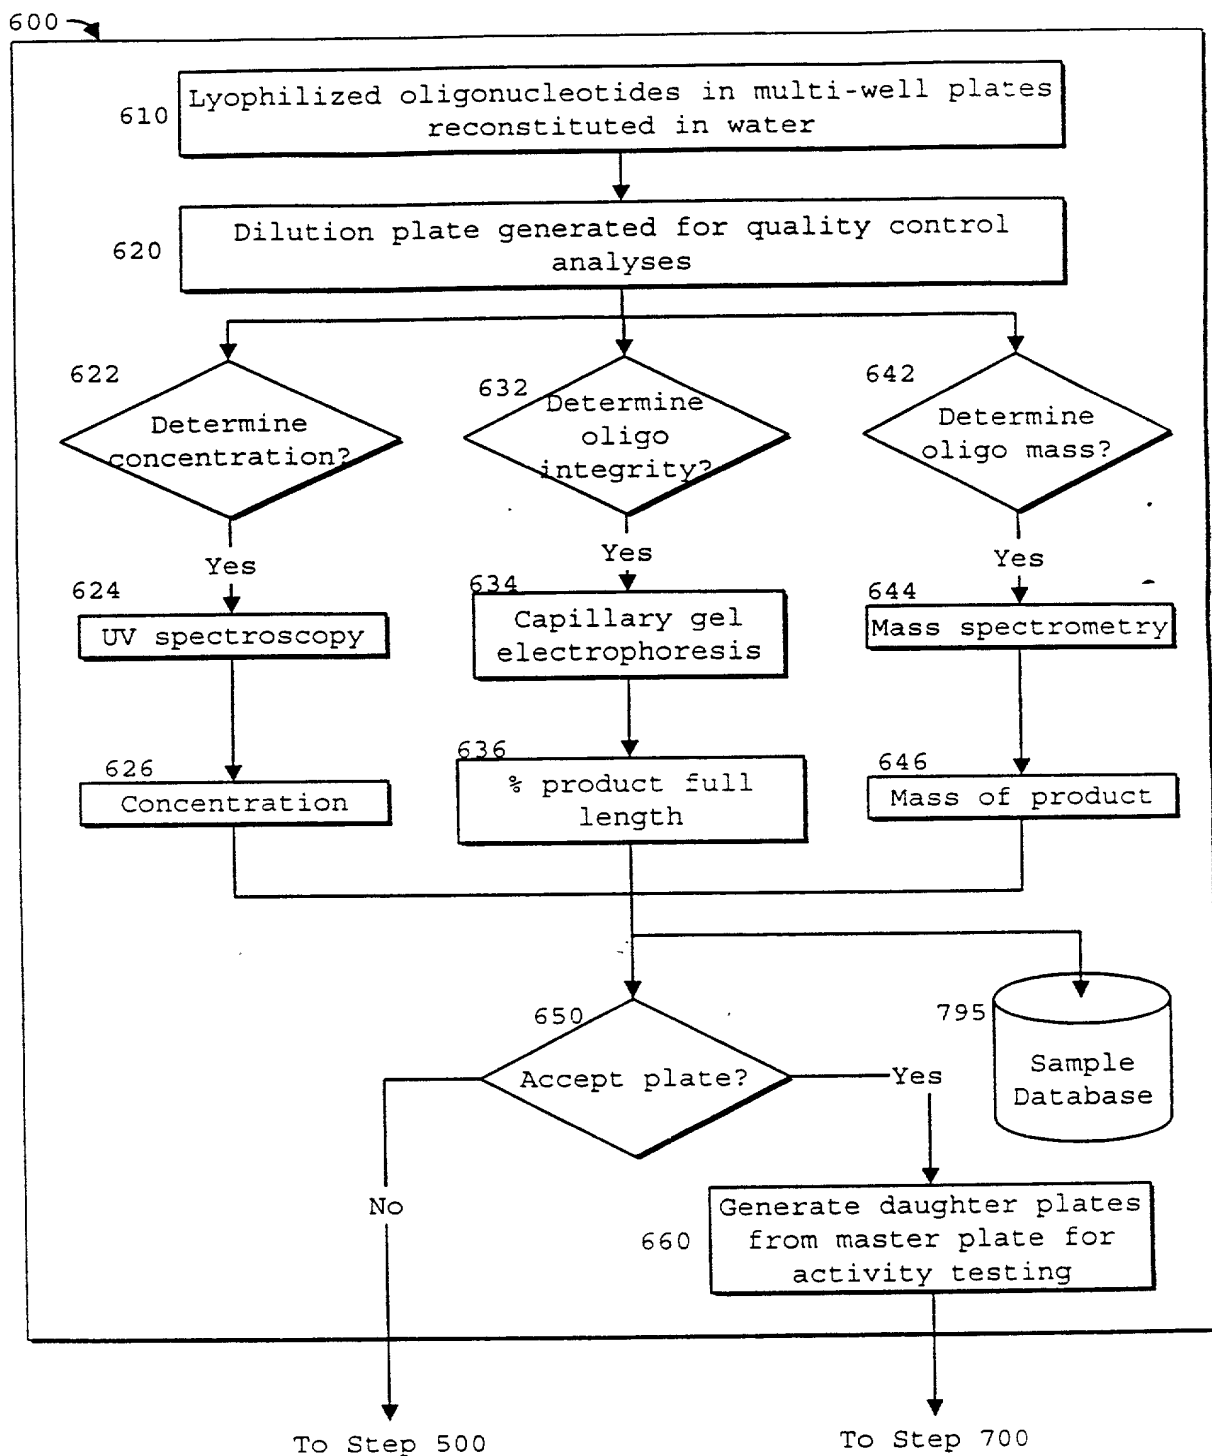 600
610
Lyophilized oligonucleotides in multi-well plates
reconstituted in water
620
Dilution plate generated for quality control
analyses
622
Determine
concentration?
632
Determine
oligo
integrity?
642
Determine
oligo mass?
Yes
Yes
Yes
624
UV spectroscopy
634
Capillary gel
electrophoresis
644
Mass spectrometry
626
Concentration
636
% product full
length
646
Mass of product
650
Accept plate?
795
Sample
Database
Yes
No
660
Generate daughter plates
from master plate for
activity testing
To Step 500
To Step 700